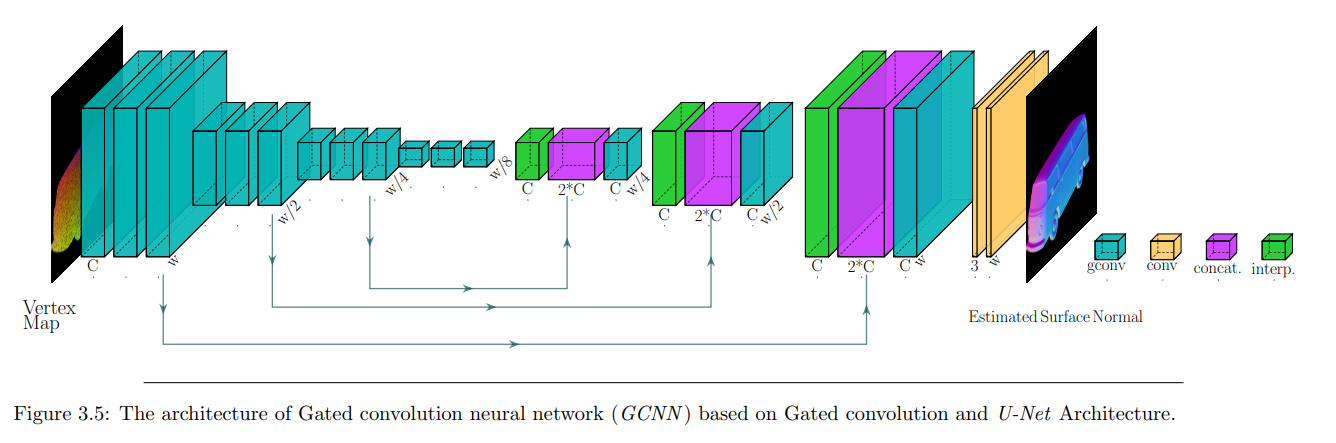 C
w
w/2
w/4
w/8
C
2*C
C
w/4
C
2*C
C
w/2
C
2*C
C
w
3
w
gconv
conv
concat.
interp.
Vertex
Map
Estimated Surface Normal
Figure 3.5: The architecture of Gated convolution neural network (GCNN) based on Gated convolution and U-Net Architecture.